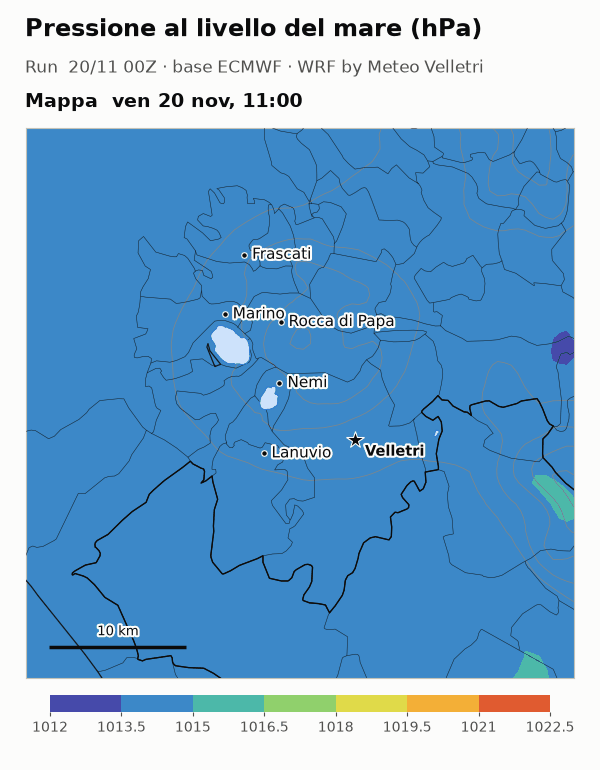 Pressione al livello del mare (hPa)
Run  20/11 00Z · base ECMWF · WRF by Meteo Velletri
Mappa  ven 20 nov, 11:00
Frascati
Marino
Rocca di Papa
Nemi
Velletri
Lanuvio
10 km
1012 1013.5 1015 1016.5 1018 1019.5 1021 1022.5